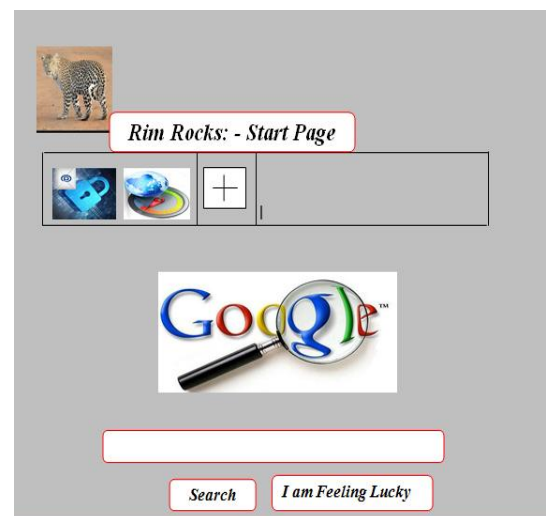 Rim Rocks: - Start Page
@
Google™
Search
I am Feeling Lucky